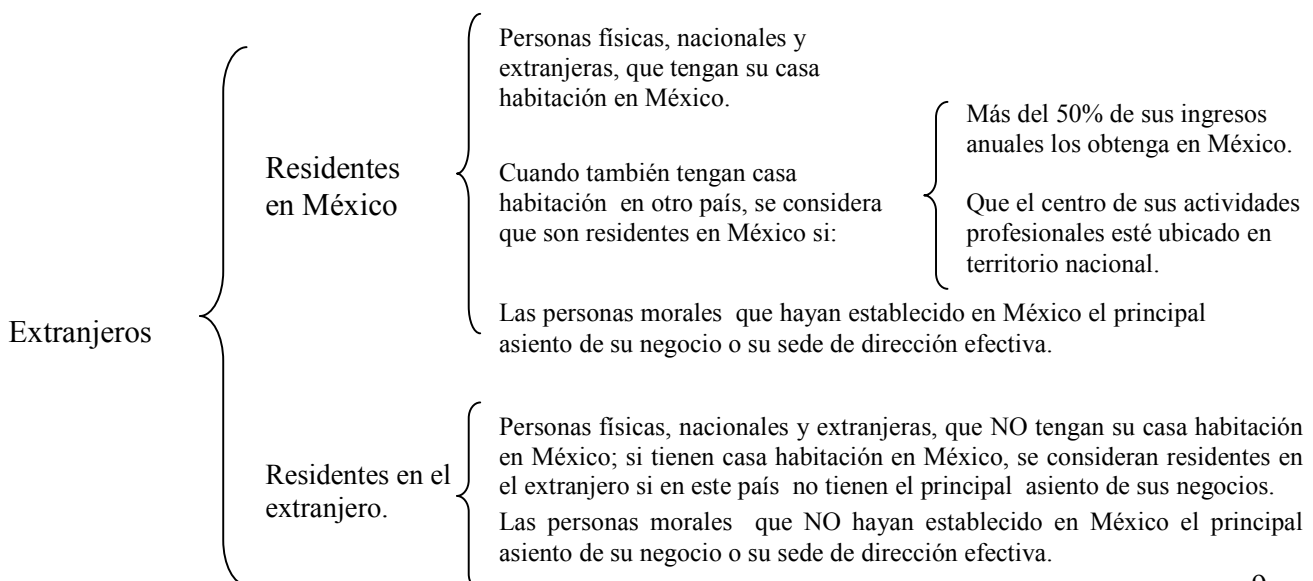 Personas físicas, nacionales y
extranjeras, que tengan su casa
habitación en México.
Más del 50% de sus ingresos
anuales los obtenga en México.
Residentes
en México
Cuando también tengan casa
habitación en otro país, se considera
que son residentes en México si:
Que el centro de sus actividades
profesionales esté ubicado en
territorio nacional.
Las personas morales que hayan establecido en México el principal
asiento de su negocio o su sede de dirección efectiva.
Extranjeros
Residentes en el
extranjero.
Personas físicas, nacionales y extranjeras, que NO tengan su casa habitación
en México; si tienen casa habitación en México, se consideran residentes en
el extranjero si en este país no tienen el principal asiento de sus negocios.
Las personas morales que NO hayan establecido en México el principal
asiento de su negocio o su sede de dirección efectiva.